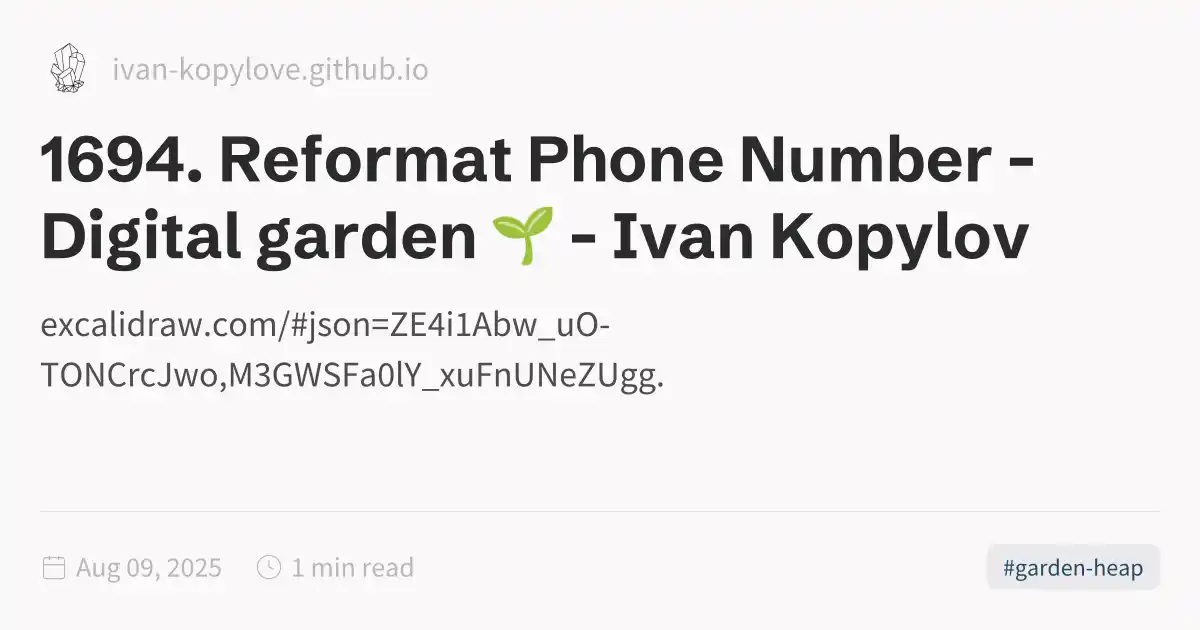 ivan-kopylove.github.io
1694. Reformat Phone Number -
Digital garden 🌱 - Ivan Kopylov
excalidraw.com/#json=ZE4i1Abw_uO-
TONCrcJwo,M3GWSFa0lY_xuFnUNeZUgg.
Aug 09, 2025
1 min read
#garden-heap